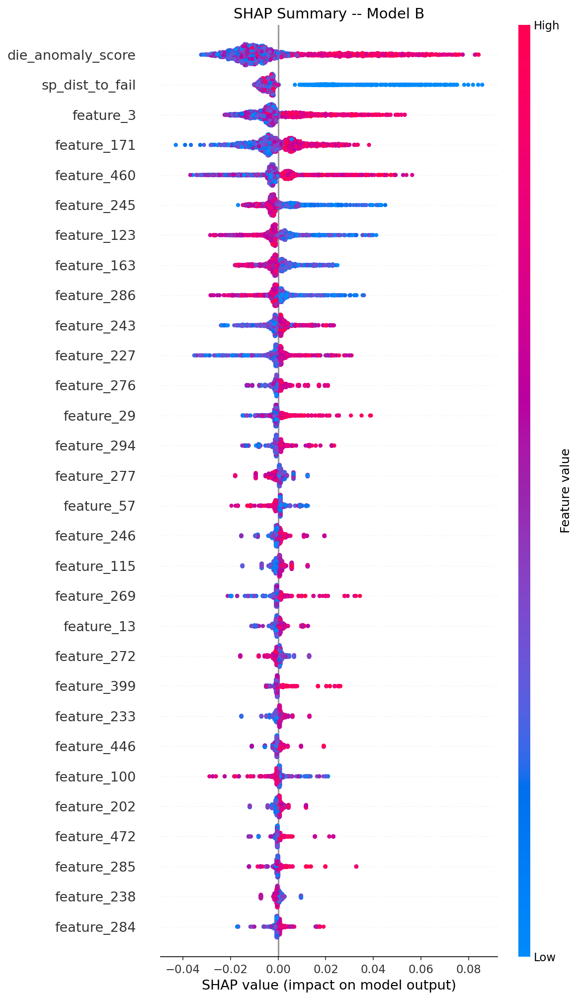 SHAP Summary -- Model B
High
die_anomaly_score
sp_dist_to_fail
feature_3
feature_171
feature_460
feature_245
feature_123
feature_163
feature_286
feature_243
feature_227
feature_276
feature_29
feature_294
feature_277
feature_57
feature_246
feature_115
feature_269
feature_13
feature_272
feature_399
feature_233
feature_446
feature_100
feature_202
feature_472
feature_285
feature_238
feature_284
Feature value
Low
−0.04 −0.02 0.00 0.02 0.04 0.06 0.08
SHAP value (impact on model output)